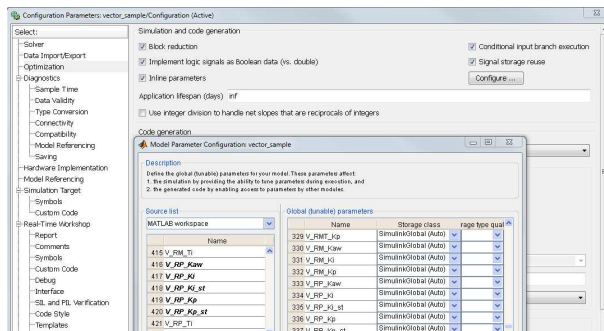 Configuration Parameters: vector_sample/Configuration (Active)
Select:
Solver
Data Import/Export
Optimization
Diagnostics
Sample Time
Data Validity
Type Conversion
Connectivity
Compatibility
Model Referencing
Saving
Hardware Implementation
Model Referencing
Simulation Target
Symbols
Custom Code
Real-Time Workshop
Report
Comments
Symbols
Custom Code
Debug
Interface
SIL and PIL Verification
Code Style
Templates
Simulation and code generation
Block reduction
Conditional input branch execution
Implement logic signals as Boolean data (vs. double)
Signal storage reuse
Inline parameters
Configure ...
Application lifespan (days) inf
Use integer division to handle net slopes that are reciprocals of integers
Code generation
Model Parameter Configuration: vector_sample
Description
Define the global (tunable) parameters for your model. These parameters affect:
1. the simulation by providing the ability to tune parameters during execution, and
2. the generated code by enabling access to parameters by other modules.
Source list
MATLAB workspace
Name
415 V_RM_Ti
416 V_RP_Kaw
417 V_RP_Ki
418 V_RP_Ki_st
419 V_RP_Kp
420 V_RP_Kp_st
421 V_RP_Ti
Global (tunable) parameters
Name Storage class rage type qual
329 V_RMT_Kp SimulinkGlobal (Auto)
330 V_RM_Kaw SimulinkGlobal (Auto)
331 V_RM_Ki SimulinkGlobal (Auto)
332 V_RM_Kp SimulinkGlobal (Auto)
333 V_RP_Kaw SimulinkGlobal (Auto)
334 V_RP_Ki SimulinkGlobal (Auto)
335 V_RP_Ki_st SimulinkGlobal (Auto)
336 V_RP_Kp SimulinkGlobal (Auto)
337 V_RP_Kp_st SimulinkGlobal (Auto)